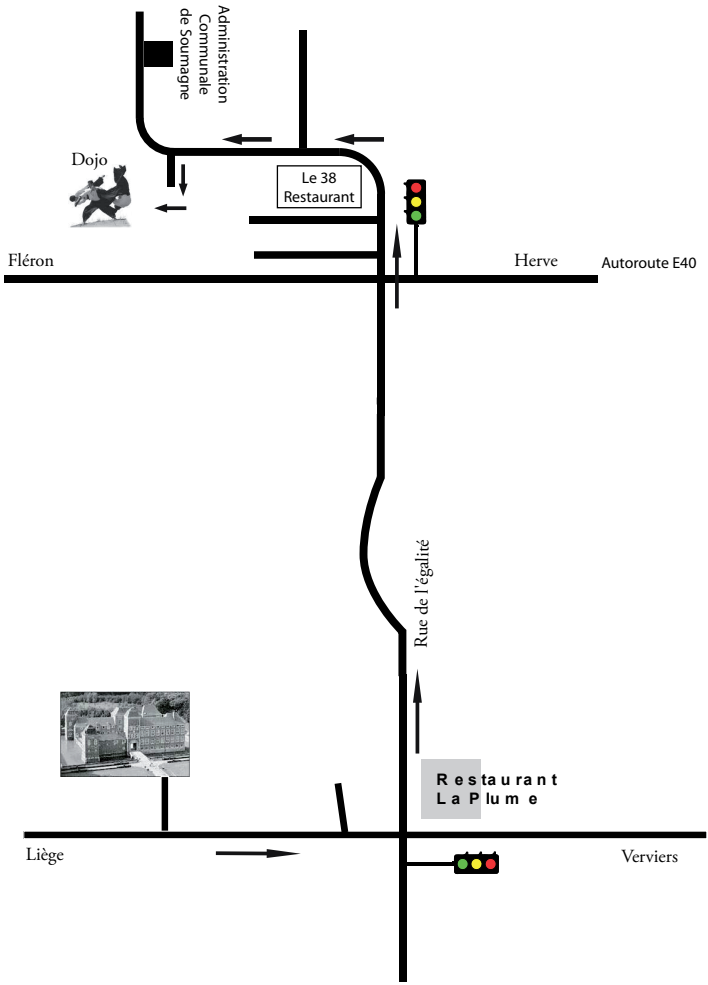 Administration
Communale
de Soumagne
Dojo
Le 38
Restaurant
Fléron
Herve
Autoroute E40
Rue de l'égalité
Restaurant
La Plume
Liège
Verviers